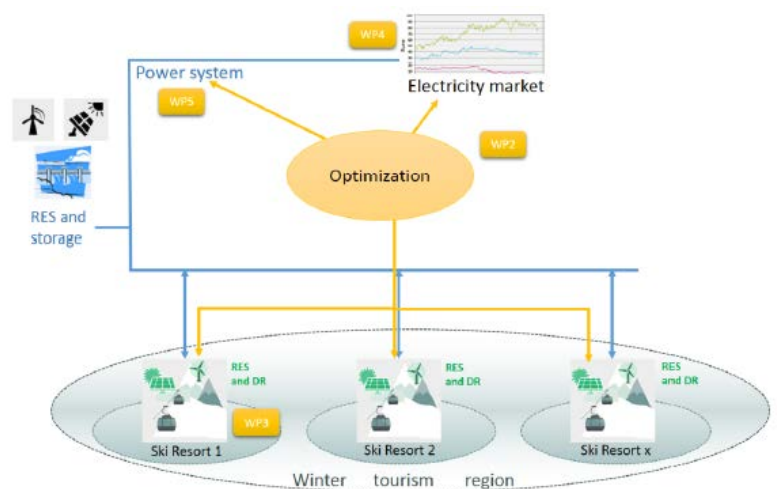 WP4
Power system
Electricity market
WP5
WP2
Optimization
RES and
storage
RES
and DR
RES
and DR
RES
and DR
WP3
Ski Resort 1
Ski Resort 2
Ski Resort x
Winter tourism region